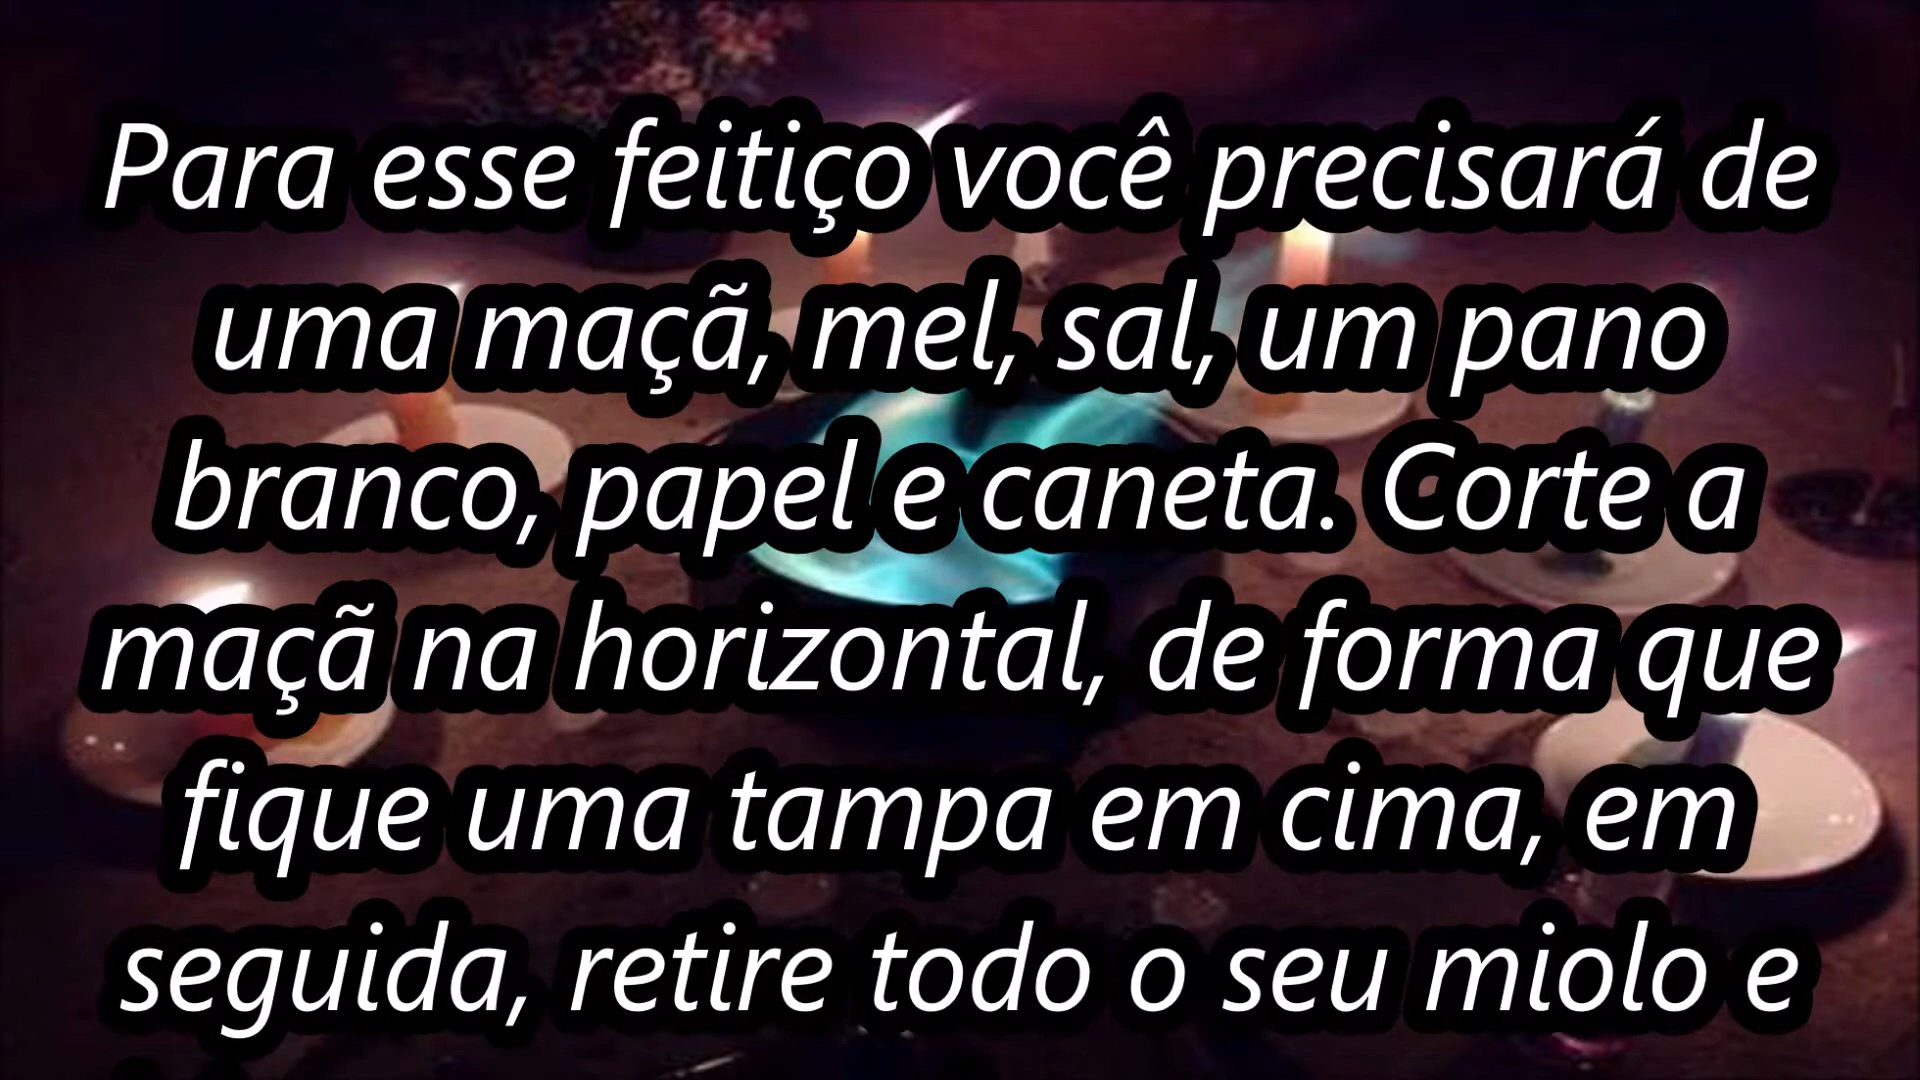 Para esse feitiço você precisará de
uma maçã, mel, sal, um pano
branco, papel e caneta. Corte a
maçã na horizontal, de forma que
fique uma tampa em cima, em
seguida, retire todo o seu miolo e